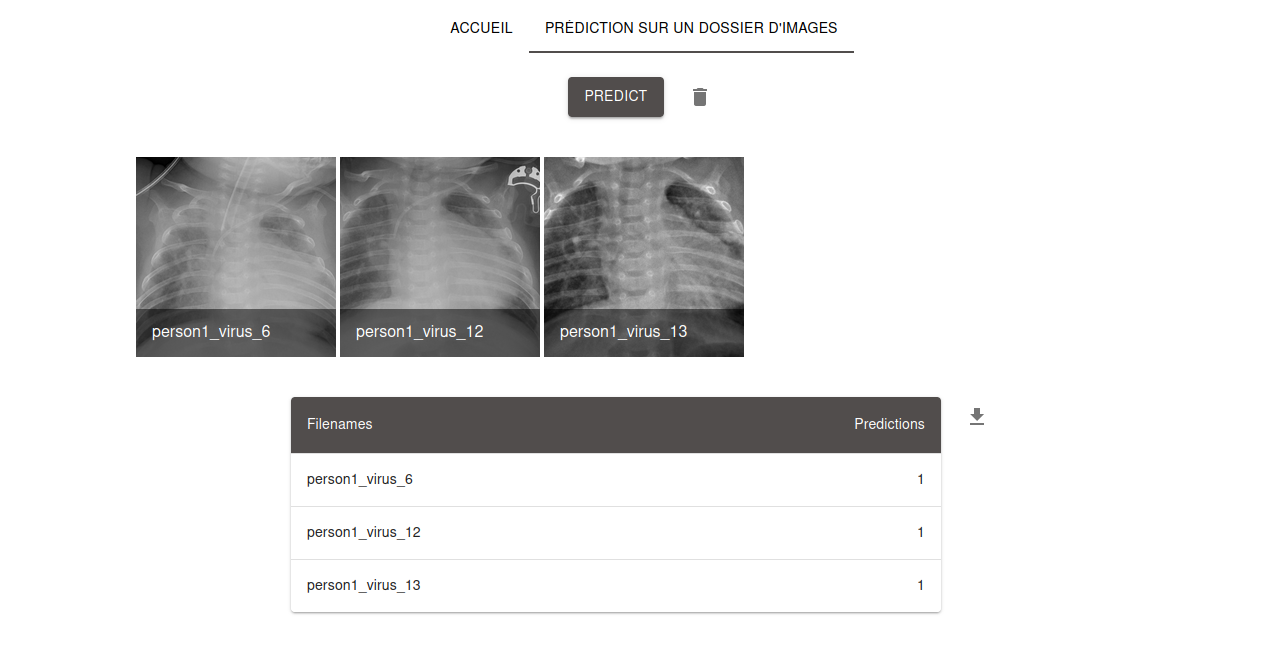 ACCUEIL
PRÉDICTION SUR UN DOSSIER D'IMAGES
PREDICT
person1_virus_6
person1_virus_12
person1_virus_13
Filenames Predictions
person1_virus_6 1
person1_virus_12 1
person1_virus_13 1